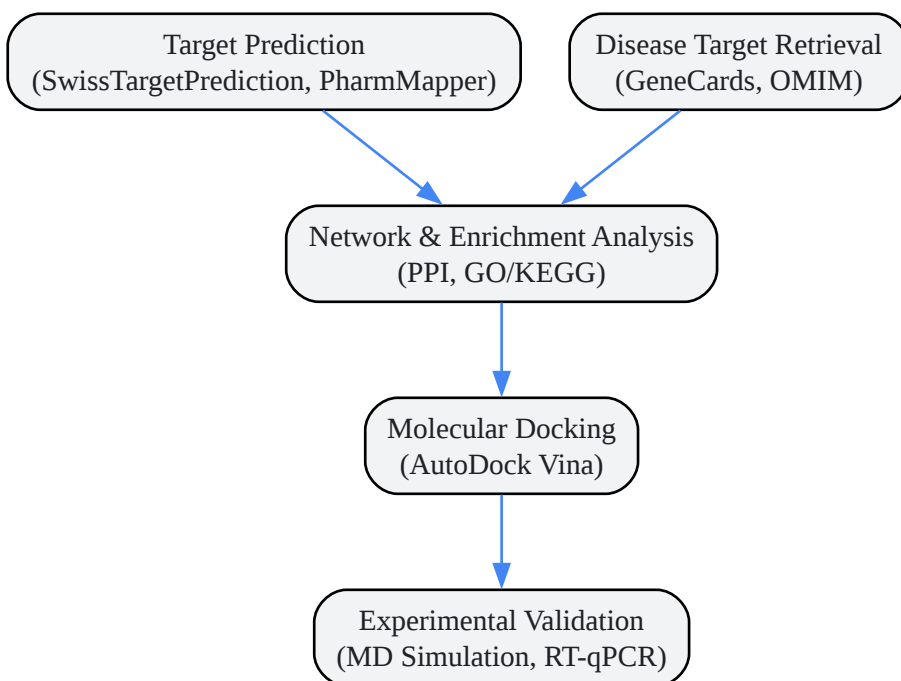 Target Prediction
(SwissTargetPrediction, PharmMapper)
Disease Target Retrieval
(GeneCards, OMIM)
Network & Enrichment Analysis
(PPI, GO/KEGG)
Molecular Docking
(AutoDock Vina)
Experimental Validation
(MD Simulation, RT-qPCR)